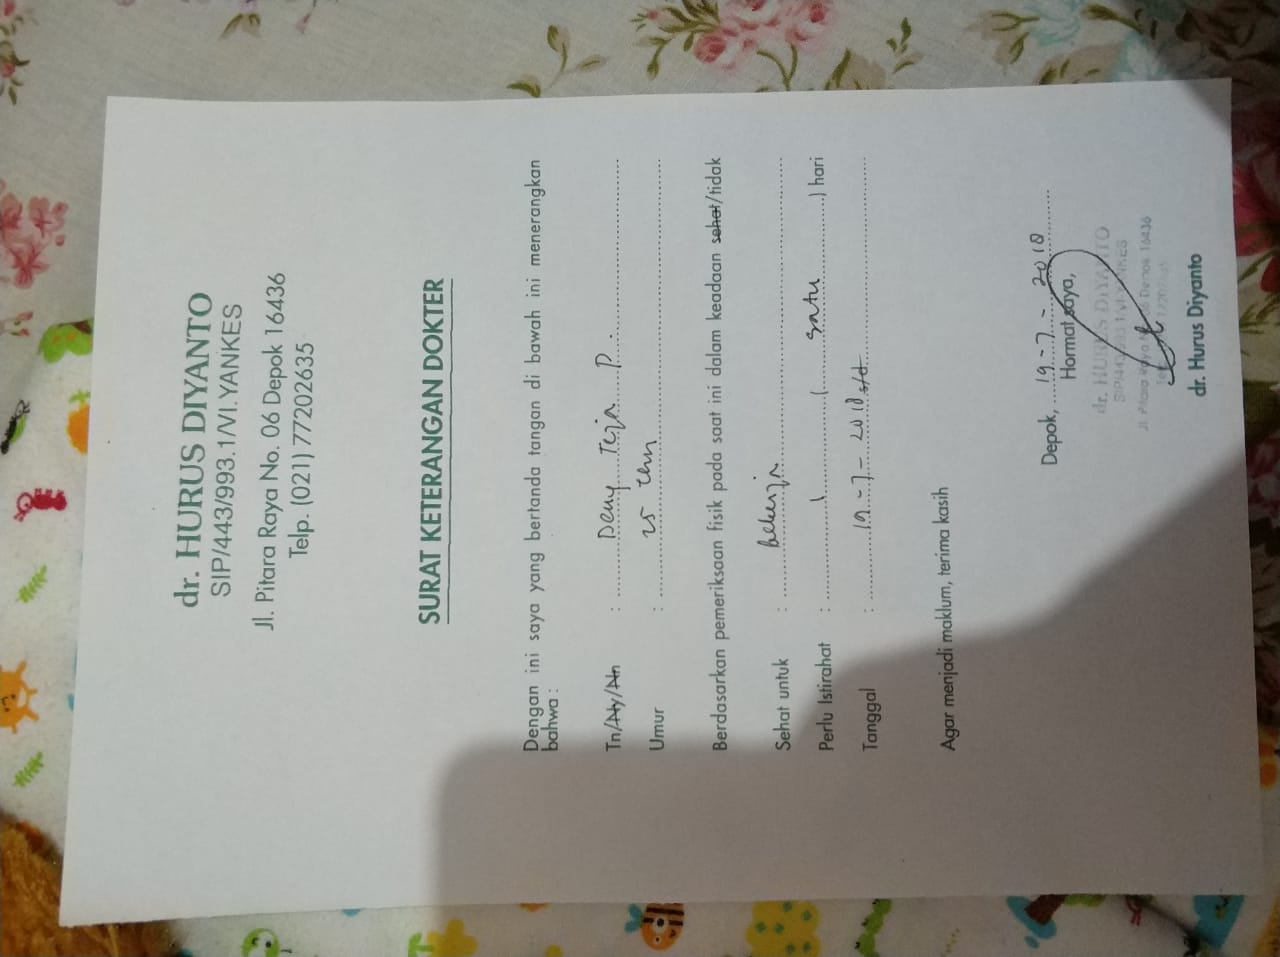 dr. HURUS DIYANTO
SIP/443/993.1/VI.YANKES
Jl. Pitara Raya No. 06 Depok 16436
Telp. (021) 77202635
SURAT KETERANGAN DOKTER
Dengan ini saya yang bertanda tangan di bawah ini menerangkan
bahwa :
Tn/Ny/An : Deny Teja P.
Umur : 25
Berdasarkan pemeriksaan fisik pada saat ini dalam keadaan sehat/tidak
Sehat untuk : bekerja
Perlu Istirahat : 1 ( satu ) hari
Tanggal : 19-7-2018 s/d
Agar menjadi maklum, terima kasih
Depok, 19-7-2018
Hormat saya,
dr. HURUS DIYANTO
SIP/443/993.1/VI.YANKES
Jl. Pitara Raya No. 6 Depok 16436
dr. Hurus Diyanto